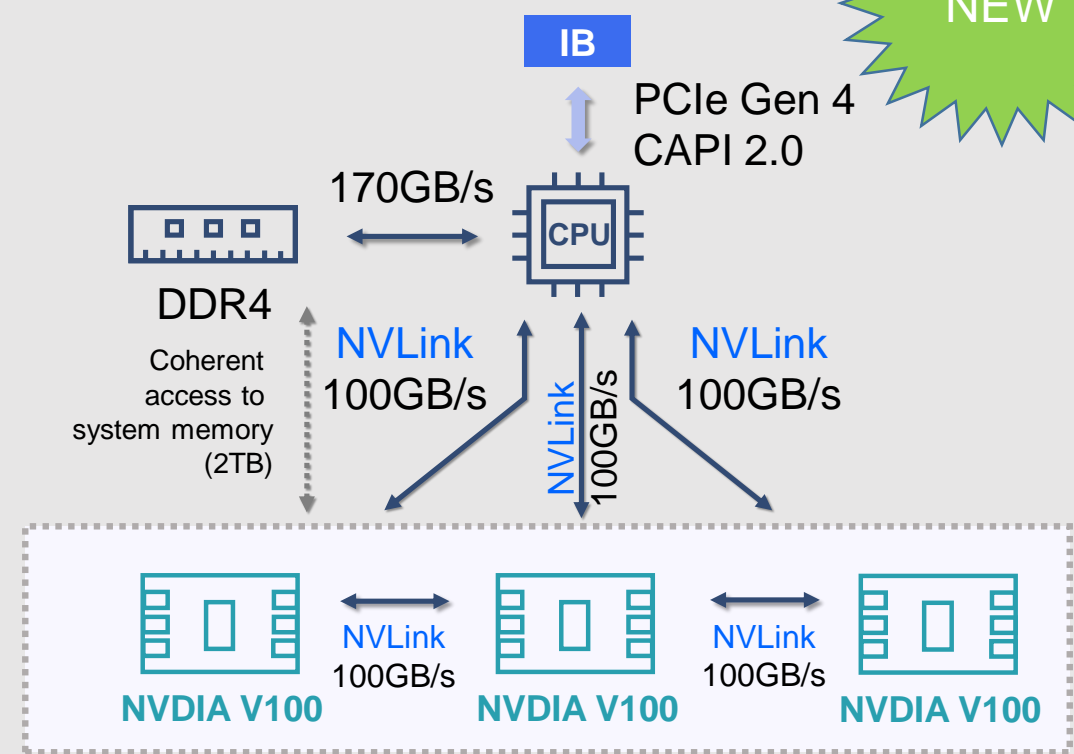 NEW
IB
PCIe Gen 4
CAPI 2.0
170GB/s
CPU
DDR4
Coherent
access to
system memory
(2TB)
NVLink
100GB/s
NVLink
100GB/s
NVLink
100GB/s
NVLink
100GB/s
NVLink
100GB/s
NVDIA V100
NVDIA V100
NVDIA V100